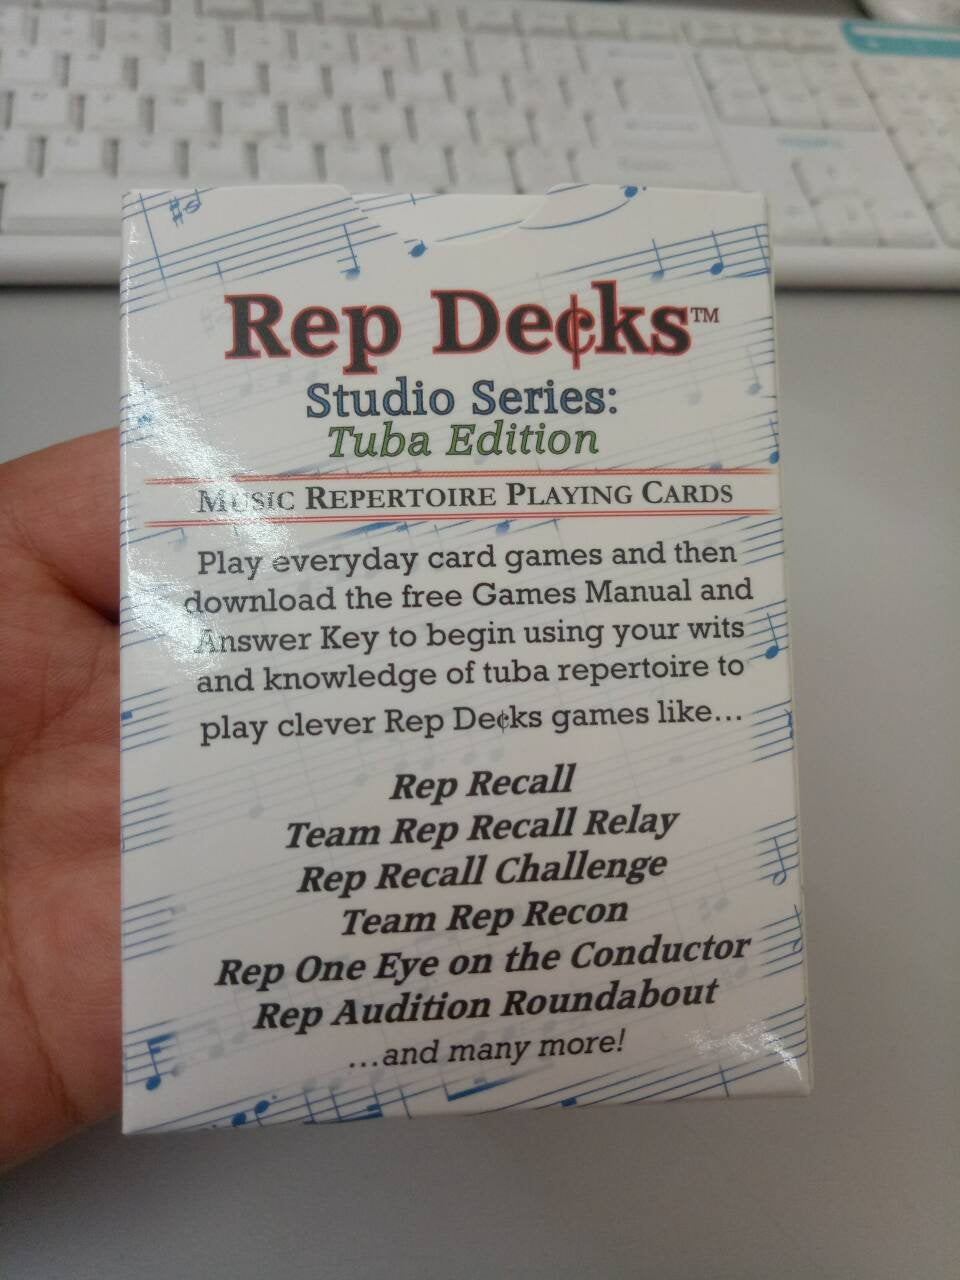 Rep De¢ks™
Studio Series:
Tuba Edition
MUSIC REPERTOIRE PLAYING CARDS
Play everyday card games and then
download the free Games Manual and
Answer Key to begin using your wits
and knowledge of tuba repertoire to
play clever Rep De¢ks games like...
Rep Recall
Team Rep Recall Relay
Rep Recall Challenge
Team Rep Recon
Rep One Eye on the Conductor
Rep Audition Roundabout
...and many more!